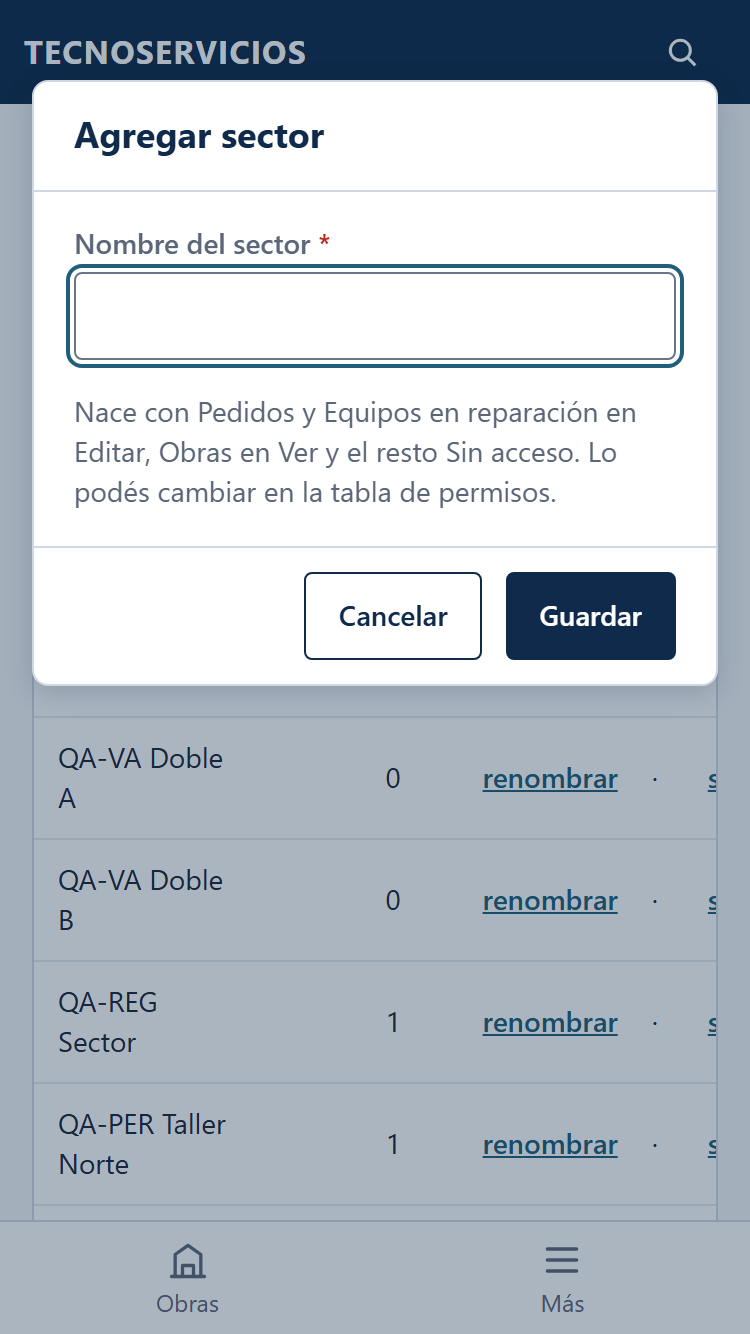 TECNOSERVICIOS
Agregar sector
Nombre del sector *
Nace con Pedidos y Equipos en reparación en
Editar, Obras en Ver y el resto Sin acceso. Lo
podés cambiar en la tabla de permisos.
Cancelar
Guardar
QA-VA Doble
A
0
renombrar
·
QA-VA Doble
B
0
renombrar
·
QA-REG
Sector
1
renombrar
·
QA-PER Taller
Norte
1
renombrar
·
Obras
Más